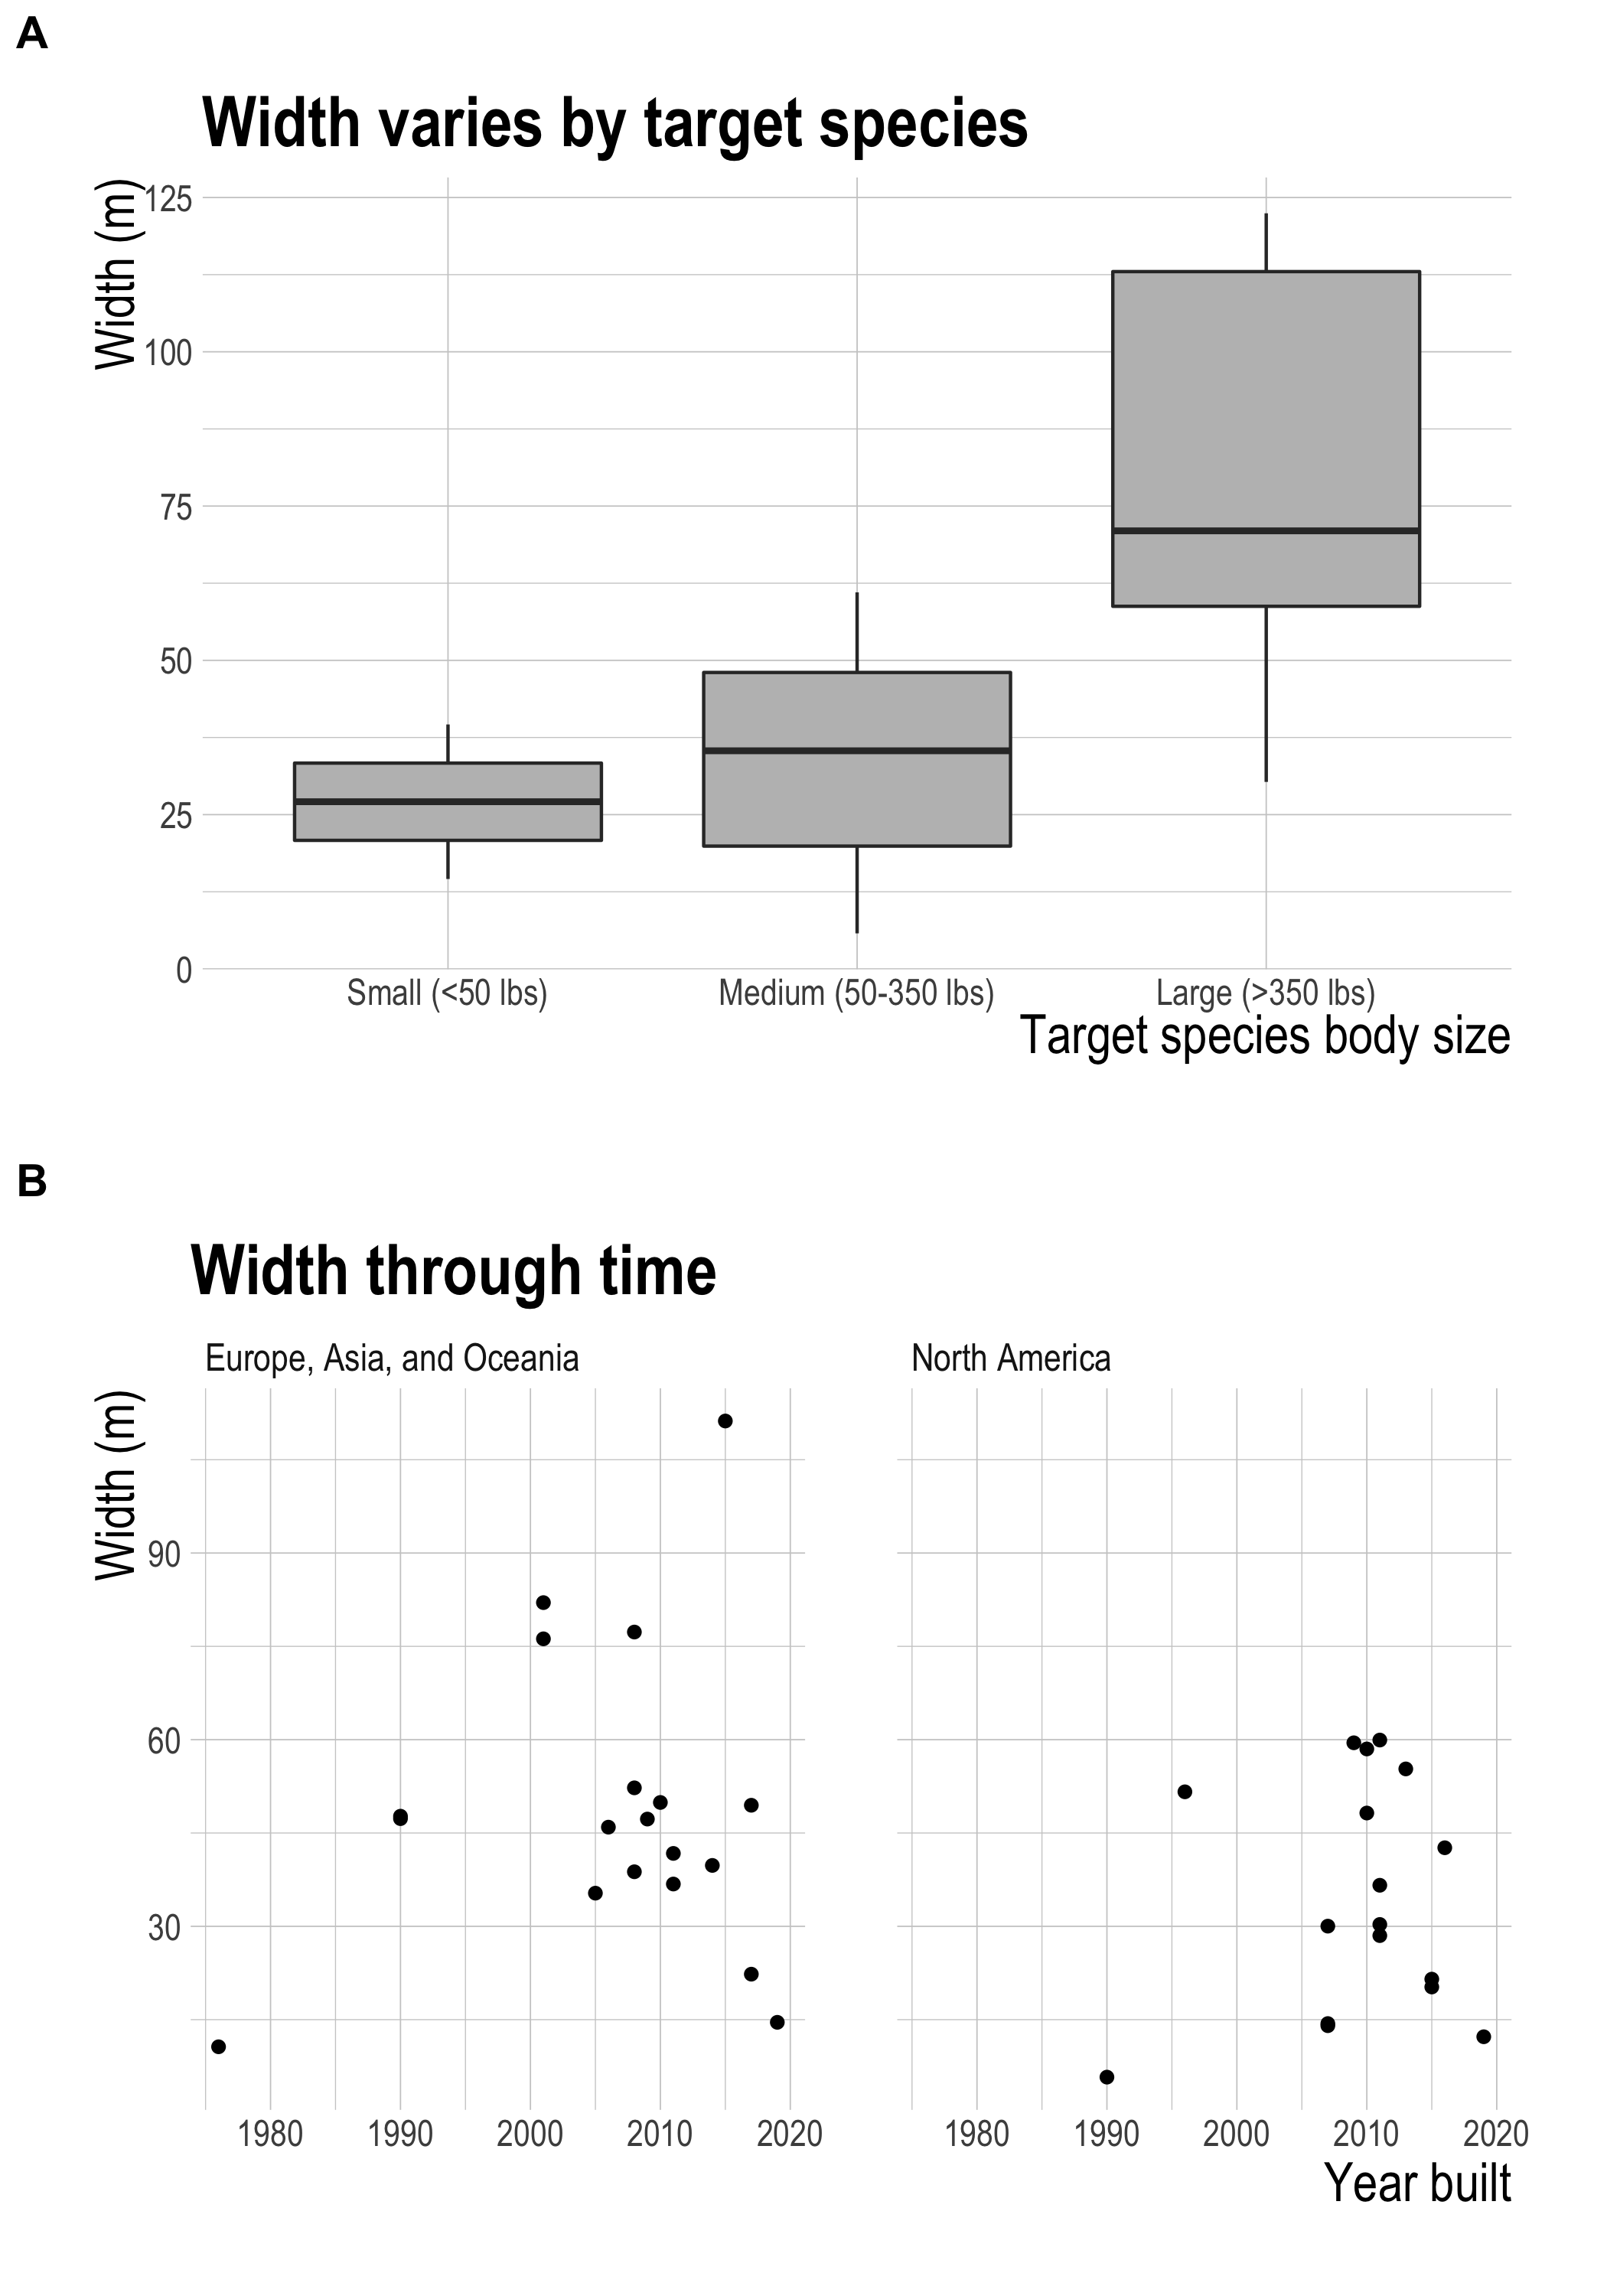 A
Width varies by target species
Width (m)
125
100
75
50
25
0
Small (<50 lbs)
Medium (50-350 lbs)
Large (>350 lbs)
Target species body size
B
Width through time
Europe, Asia, and Oceania
North America
Width (m)
90
60
30
1980 1990 2000 2010 2020
1980 1990 2000 2010 2020
Year built